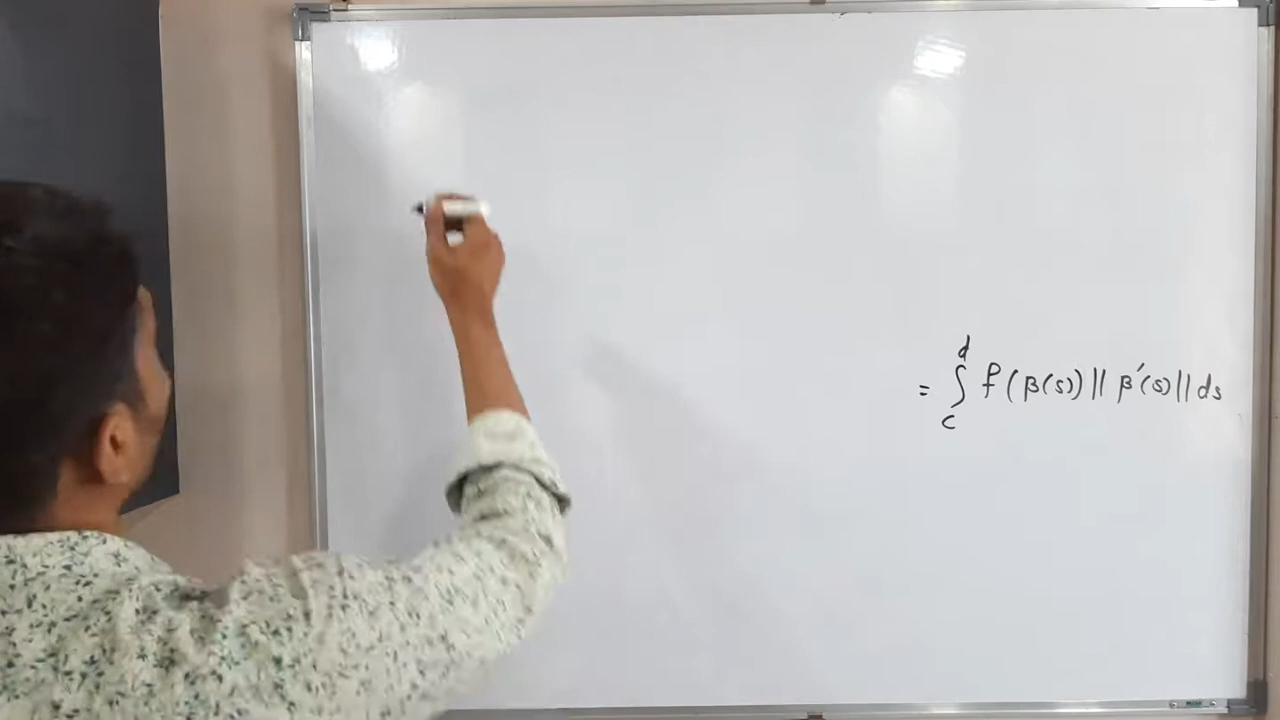 = ∫_c^d f(β(s)) || β′(s) || ds